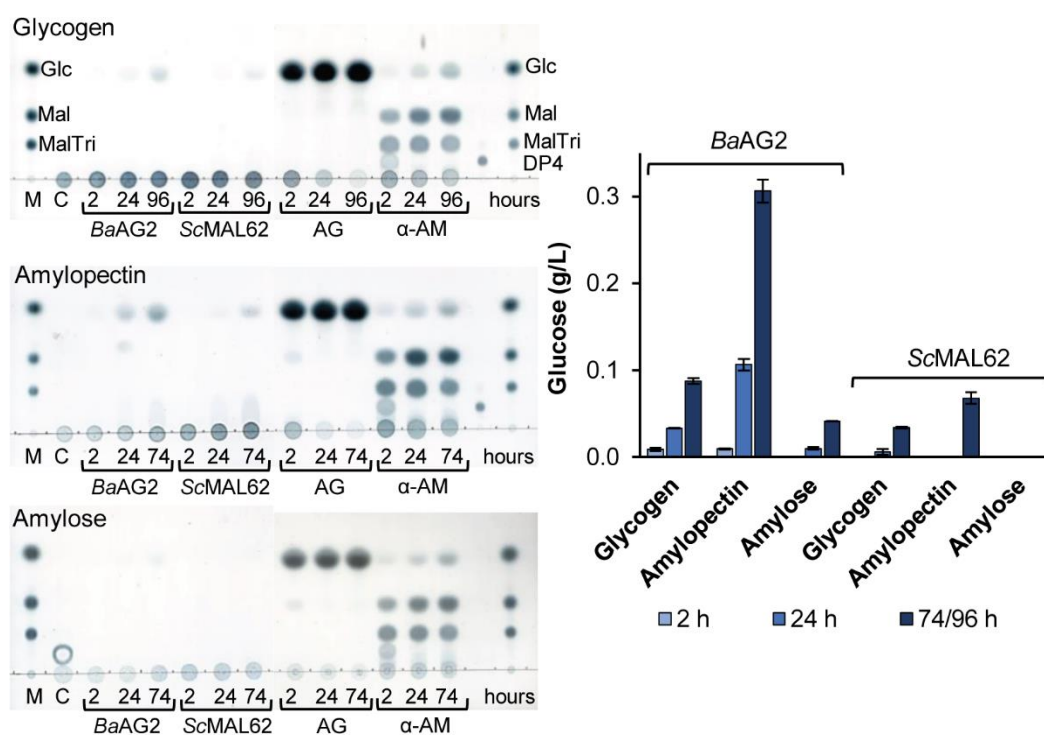 Glycogen
Glc
Mal
MalTri
Glc
Mal
MalTri
DP4
M C 2 24 96 2 24 96 2 24 96 2 24 96 hours
BaAG2 ScMAL62 AG α-AM
Amylopectin
M C 2 24 74 2 24 74 2 24 74 2 24 74 hours
BaAG2 ScMAL62 AG α-AM
Amylose
M C 2 24 74 2 24 74 2 24 74 2 24 74 hours
BaAG2 ScMAL62 AG α-AM
BaAG2
ScMAL62
Glucose (g/L)
0.3
0.2
0.1
0.0
Glycogen
Amylopectin
Amylose
Glycogen
Amylopectin
Amylose
2 h 24 h 74/96 h